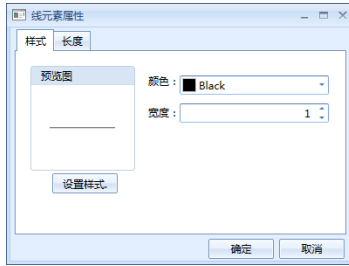 线元素属性
样式 长度
预览图
颜色： Black
宽度： 1
设置样式.
确定 取消